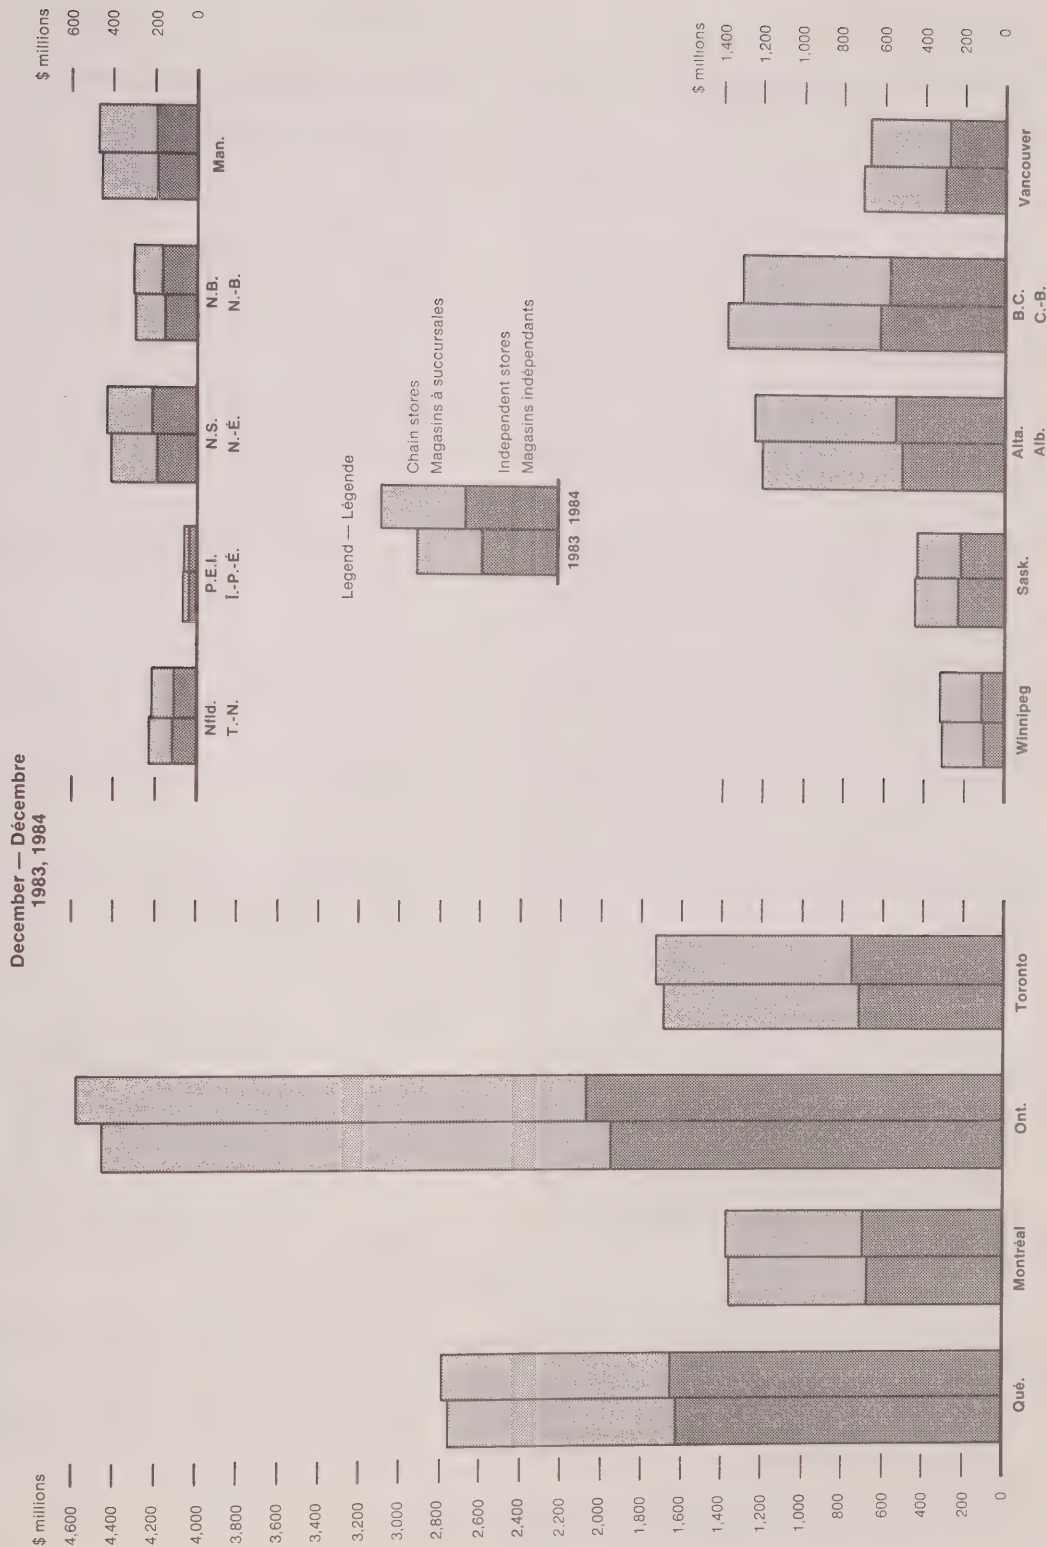 December — Décembre
1983, 1984
$ millions
4,600
4,400
4,200
4,000
3,800
3,600
3,400
3,200
3,000
2,800
2,600
2,400
2.200
2,000
1,800
1,600
1,400
1,200
1,000
800
600
400
200
0
Qué.
Montréal
Ont.
Toronto
$ millions
600
400
200
0
Nfld.
T.-N.
P.E.I.
Î.-P.-É.
N.S.
N.-É.
N.B.
N.-B.
Man.
Legend — Légende
Chain stores
Magasins à succursales
Independent stores
Magasins indépendants
1983 1984
$ millions
1,400
1,200
1.000
800
600
400
200
0
Winnipeg
Sask.
Alta.
Alb.
B.C.
C.-B.
Vancouver